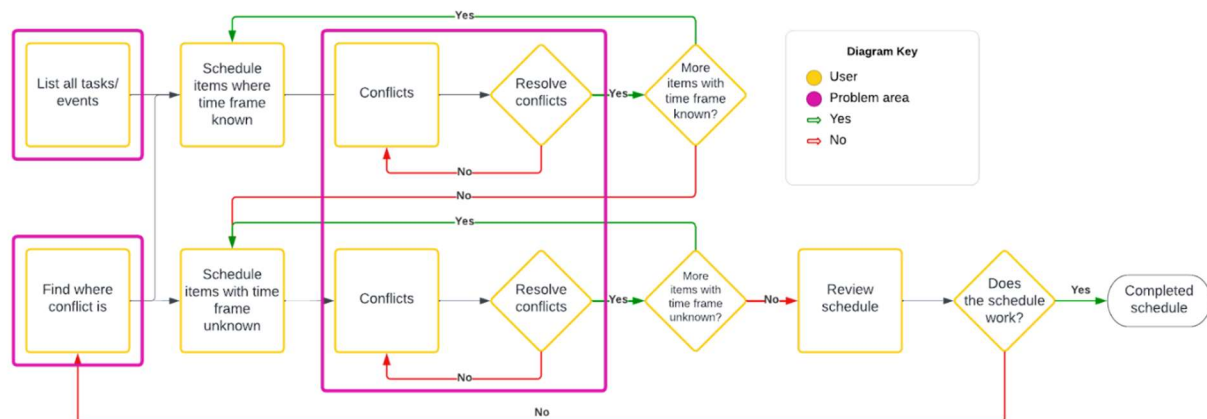 Yes
List all tasks/
events
Schedule
items where
time frame
known
Conflicts
Resolve
conflicts
Yes
More
items with
time frame
known?
No
No
Diagram Key
User
Problem area
Yes
No
Yes
Find where
conflict is
Schedule
items with time
frame
unknown
Conflicts
Resolve
conflicts
Yes
More
items with
time frame
unknown?
No
Review
schedule
Does
the schedule
work?
Yes
Completed
schedule
No
No